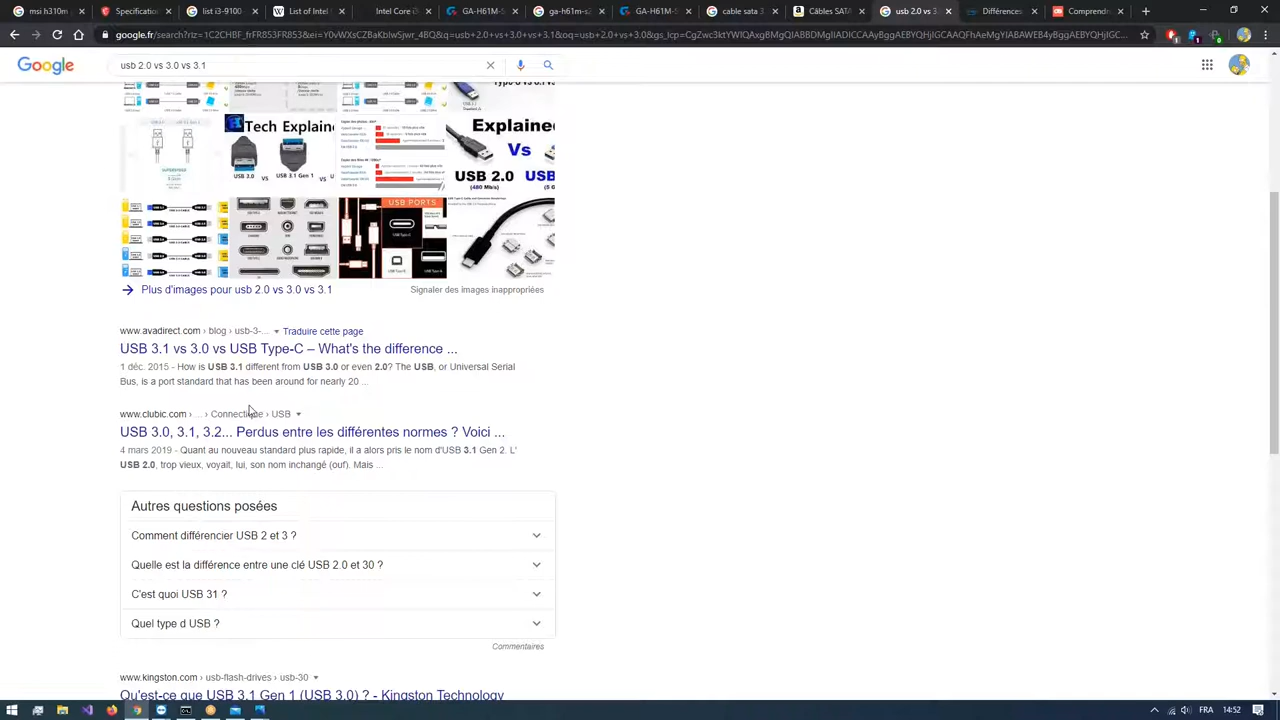 msi h310m
Specification
list i3-9100
List of Intel
Intel Core i3
GA-H61M-S
ga-h61m-s2
GA-H61M-S
cable sata 3
Câbles SATA
usb 2.0 vs 3
Différences
Comprendre
Google
usb 2.0 vs 3.0 vs 3.1
Tech Explaine
USB 2.0 vs USB 3.1 Gen 1 vs U
Explained
Vs
USB 2.0 USB
(480 Mb/s) (5 G
USB PORTS
Plus d'images pour usb 2.0 vs 3.0 vs 3.1
Signaler des images inappropriées
www.avadirect.com › blog › usb-3-... Traduire cette page
USB 3.1 vs 3.0 vs USB Type-C – What's the difference ...
1 déc. 2015 - How is USB 3.1 different from USB 3.0 or even 2.0? The USB, or Universal Serial
Bus, is a port standard that has been around for nearly 20 ...
www.clubic.com › ... › Connectique › USB
USB 3.0, 3.1, 3.2... Perdus entre les différentes normes ? Voici ...
4 mars 2019 - Quant au nouveau standard plus rapide, il a alors pris le nom d'USB 3.1 Gen 2. L'
USB 2.0, trop vieux, voyait, lui, son nom inchangé (ouf). Mais ...
Autres questions posées
Comment différencier USB 2 et 3 ?
Quelle est la différence entre une clé USB 2.0 et 30 ?
C'est quoi USB 31 ?
Quel type d USB ?
Commentaires
www.kingston.com › usb-flash-drives › usb-30
Qu'est-ce que USB 3.1 Gen 1 (USB 3.0) ? - Kingston Technology
FRA 14:52